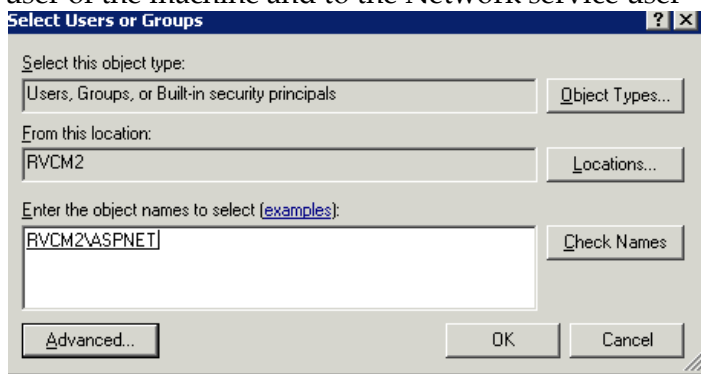 user of the machine and to the Network service user
Select Users or Groups
? X
Select this object type:
Users, Groups, or Built-in security principals
Object Types...
From this location:
RVCM2
Locations...
Enter the object names to select (examples):
RVCM2\ASPNET
Check Names
Advanced...
OK
Cancel